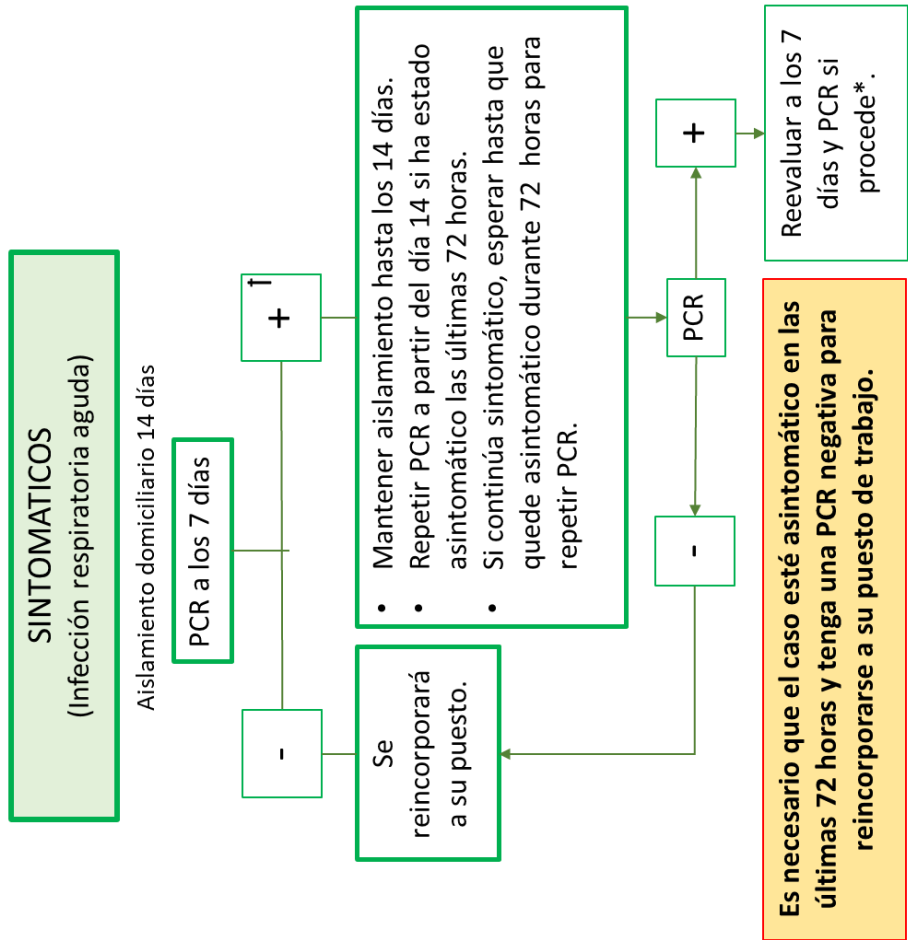 SINTOMATICOS
(Infección respiratoria aguda)
Aislamiento domiciliario 14 días
PCR a los 7 días
-
+
†
Se
reincorporará
a su puesto.
• Mantener aislamiento hasta los 14 días.
• Repetir PCR a partir del día 14 si ha estado
asintomático las últimas 72 horas.
• Si continúa sintomático, esperar hasta que
quede asintomático durante 72 horas para
repetir PCR.
-
PCR
+
Es necesario que el caso esté asintomático en las
últimas 72 horas y tenga una PCR negativa para
reincorporarse a su puesto de trabajo.
Reevaluar a los 7
días y PCR si
procede*.